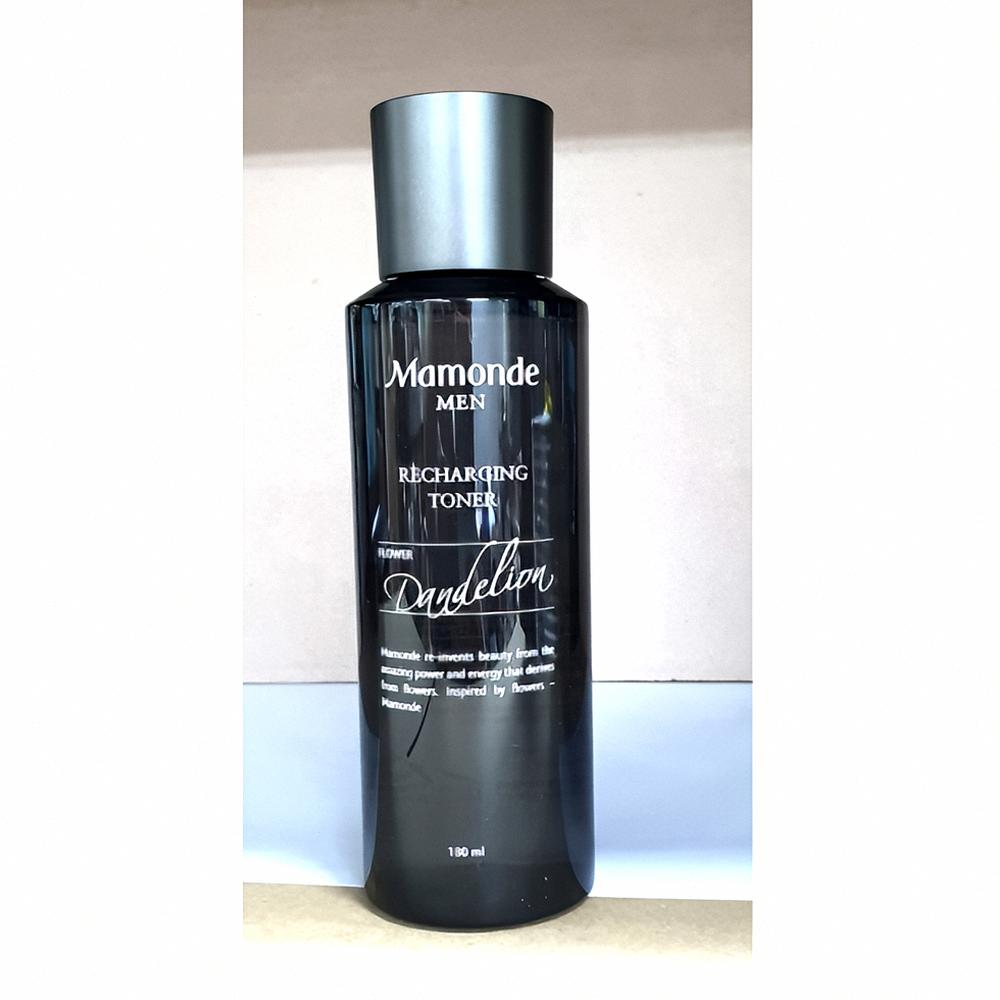 Mamonde
MEN
RECHARGING
TONER
FLOWER
Dandelion
Mamonde re-invents beauty from the
amazing power and energy that derives
from flowers. Inspired by flowers -
Mamonde
180 ml